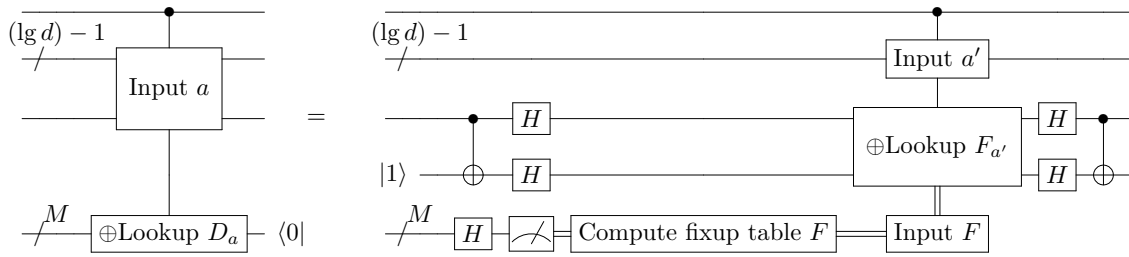 (lg d) − 1
Input a
M
⊕Lookup D_a
⟨0|
=
(lg d) − 1
Input a′
H
H
⊕Lookup F_{a′}
H
|1⟩
H
H
M
H
Compute fixup table F
Input F